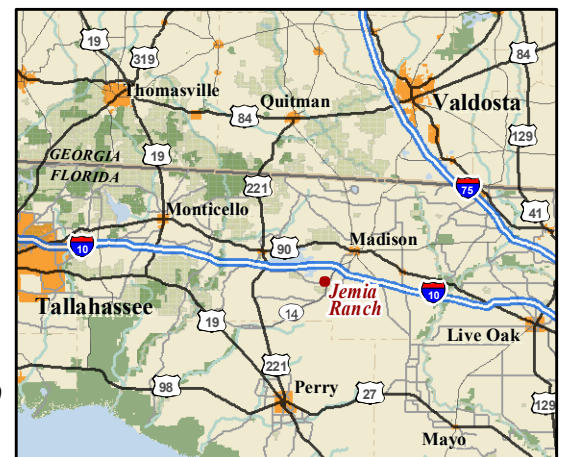 19
319
84
Thomasville
Quitman
Valdosta
84
129
GEORGIA
FLORIDA
19
221
75
Monticello
41
10
90
Madison
Jemia
Ranch
10
Tallahassee
14
19
Live Oak
221
98
Perry
27
129
Mayo